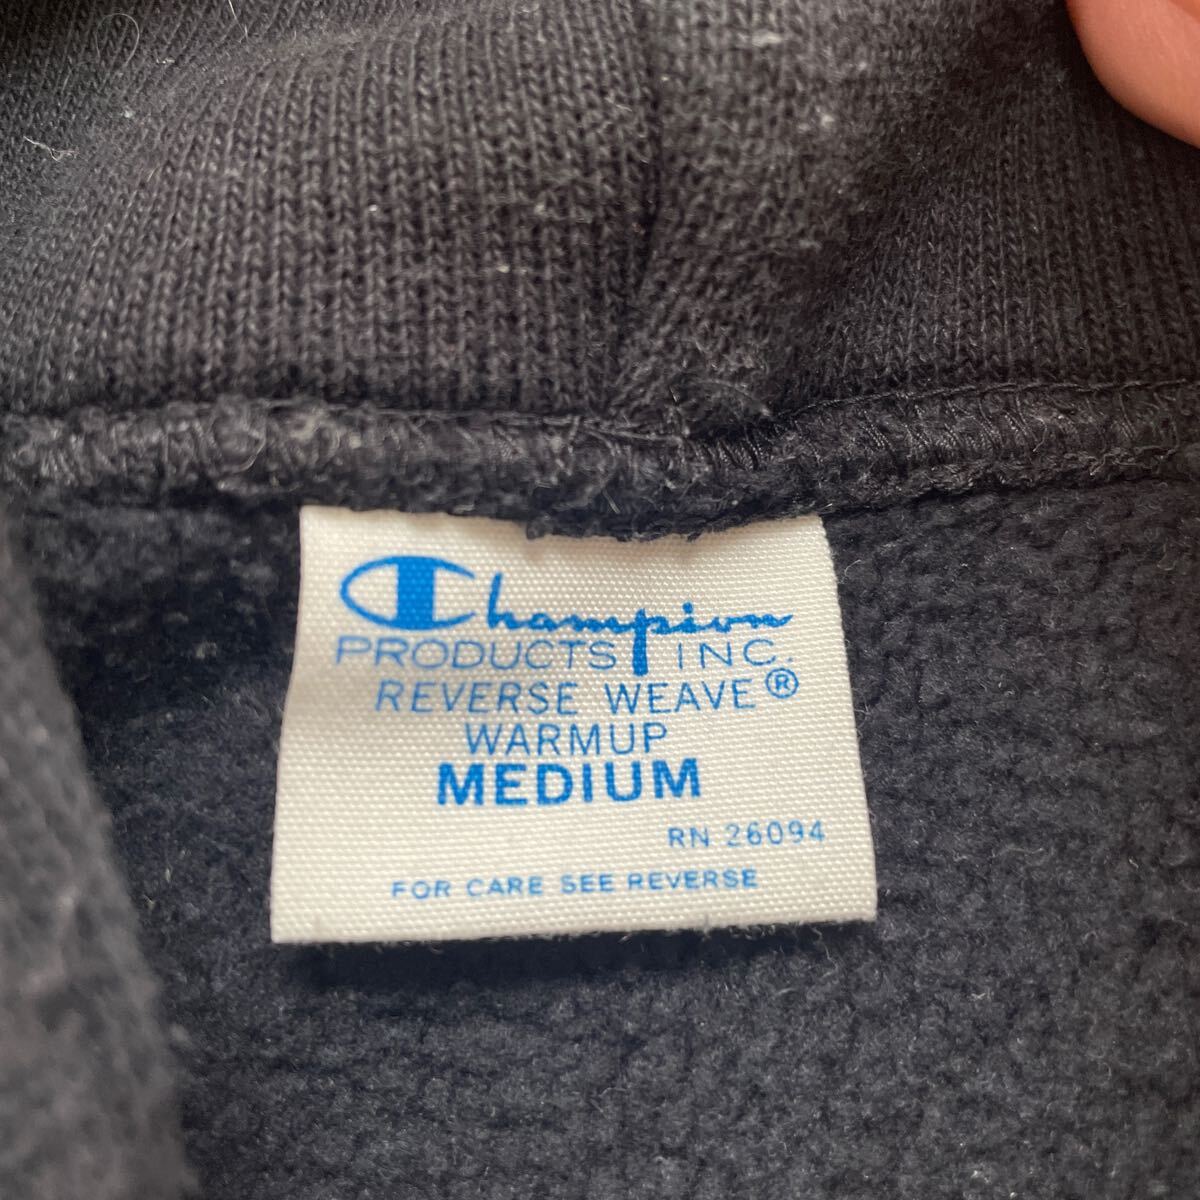 Champion
PRODUCTS INC.
REVERSE WEAVE®
WARMUP
MEDIUM
RN 26094
FOR CARE SEE REVERSE